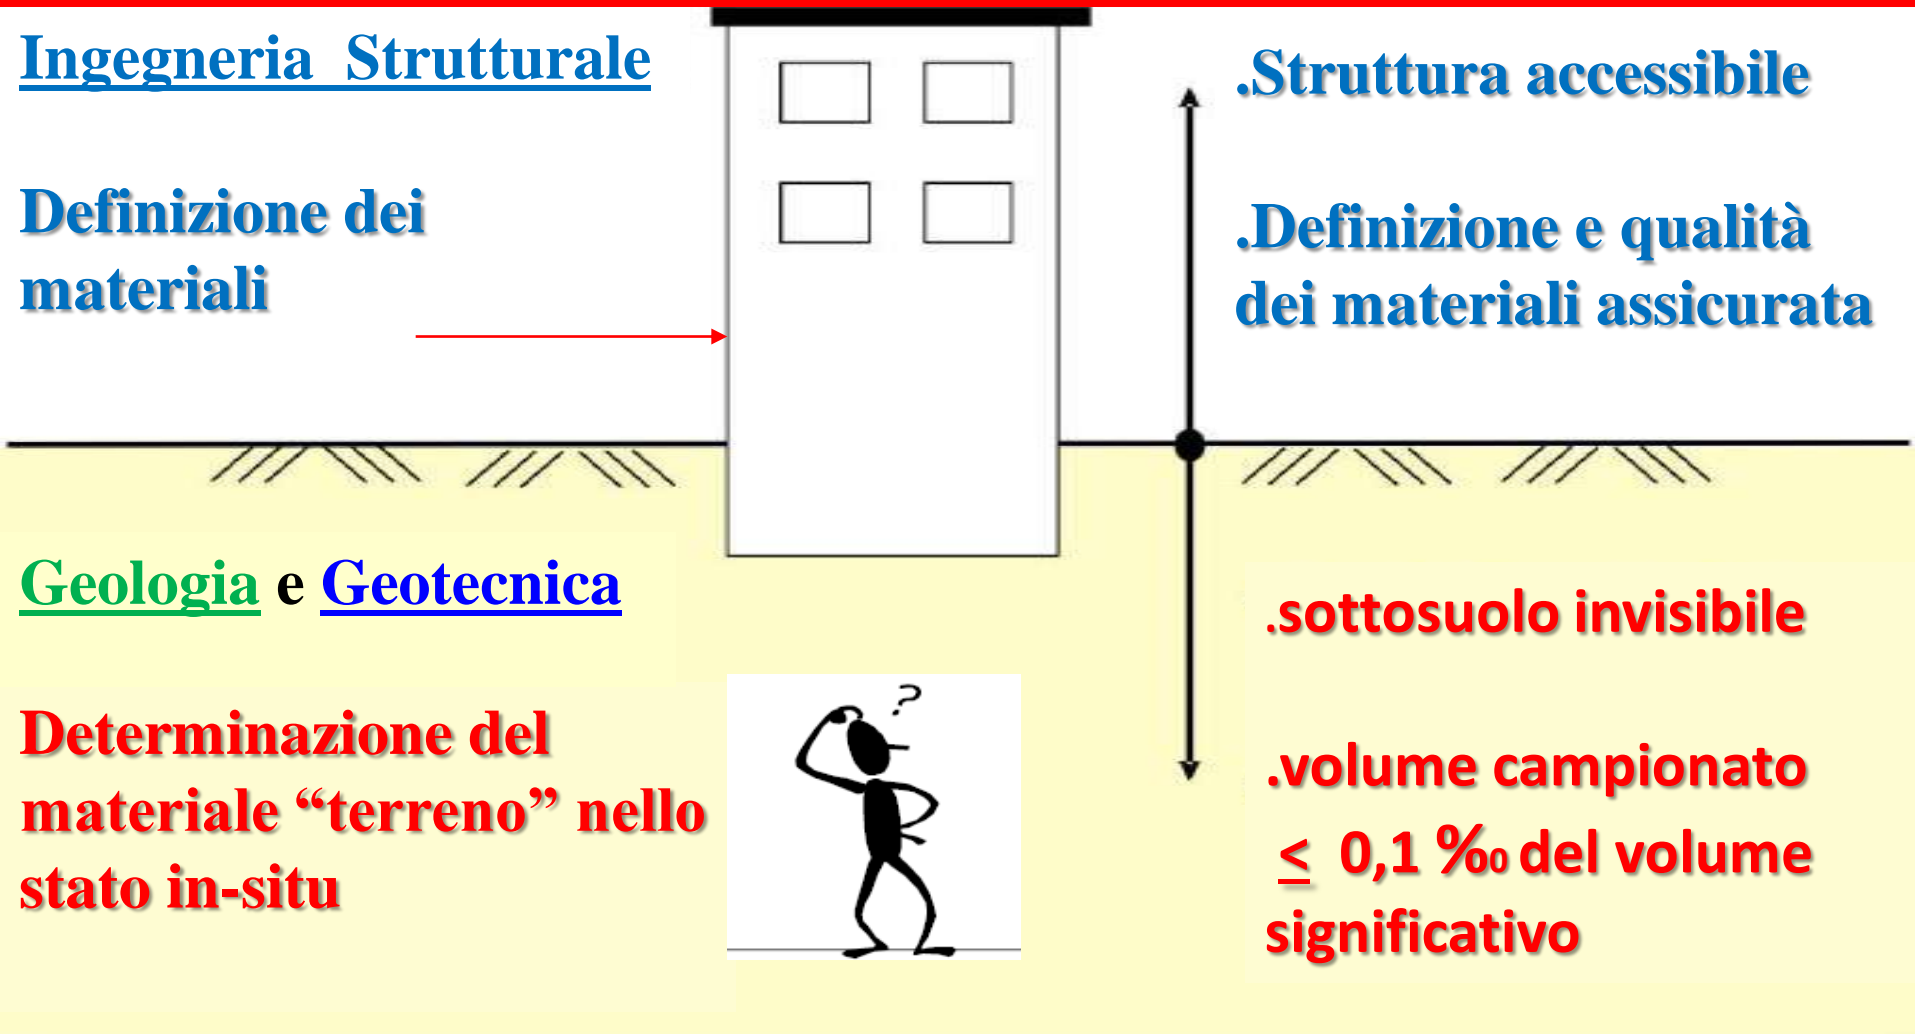 Ingegneria Strutturale
Definizione dei
materiali
.Struttura accessibile
.Definizione e qualità
dei materiali assicurata
Geologia e Geotecnica
Determinazione del
materiale “terreno” nello
stato in-situ
?
.sottosuolo invisibile
.volume campionato
≤ 0,1 ‰ del volume
significativo